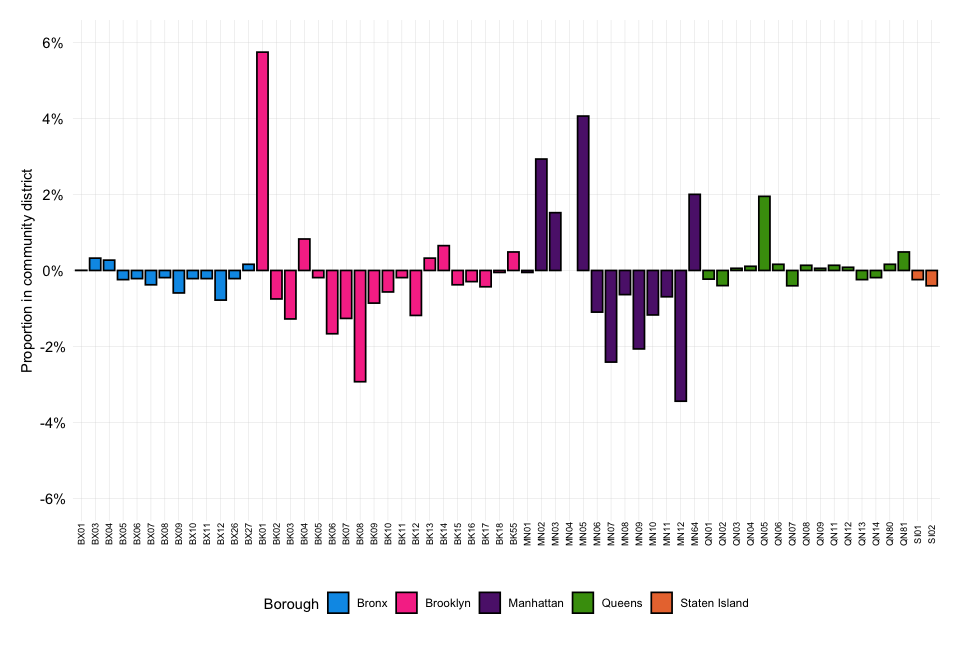 6%
4%
2%
0%
-2%
-4%
-6%
Proportion in community district
BX01 BX03 BX04 BX05 BX06 BX07 BX08 BX09 BX10 BX11 BX12 BX26 BX27 BK01 BK02 BK03 BK04 BK05 BK06 BK07 BK08 BK09 BK10 BK11 BK12 BK13 BK14 BK15 BK16 BK17 BK18 BK55 MN01 MN02 MN03 MN04 MN05 MN06 MN07 MN08 MN09 MN10 MN11 MN12 MN64 QN01 QN02 QN03 QN04 QN05 QN06 QN07 QN08 QN09 QN11 QN12 QN13 QN14 QN80 QN81 SI01 SI02
Borough Bronx Brooklyn Manhattan Queens Staten Island